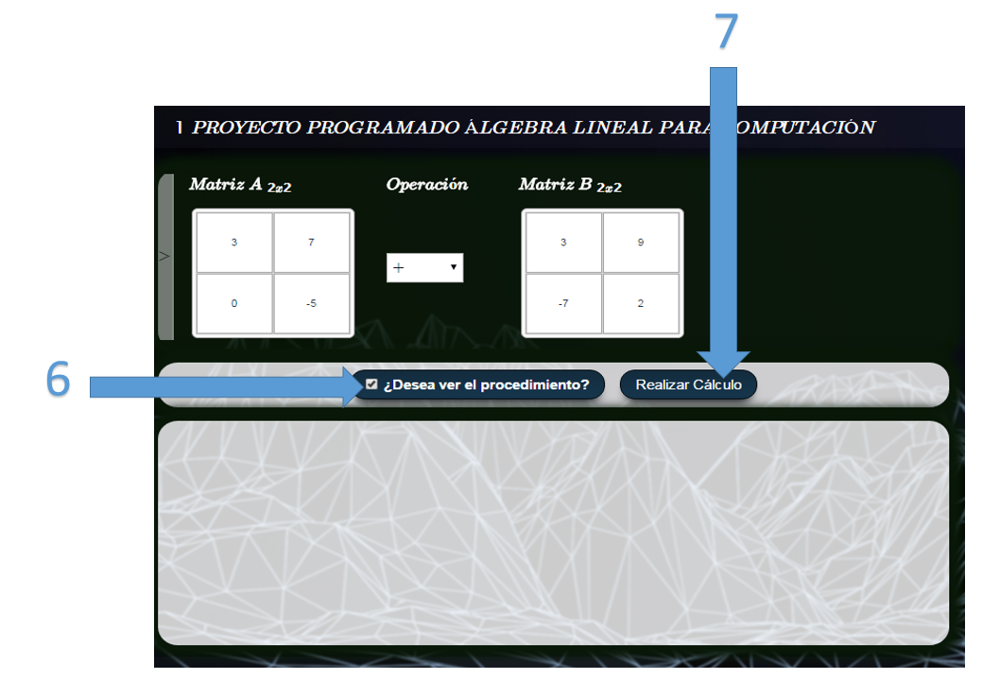 7
1 PROYECTO PROGRAMADO ÁLGEBRA LINEAL PARA OMPUTACIÓN
Matriz A 2x2 Operación Matriz B 2x2
3 7 3 9
>
+
0 -5 -7 2
6
¿Desea ver el procedimiento? Realizar Cálculo